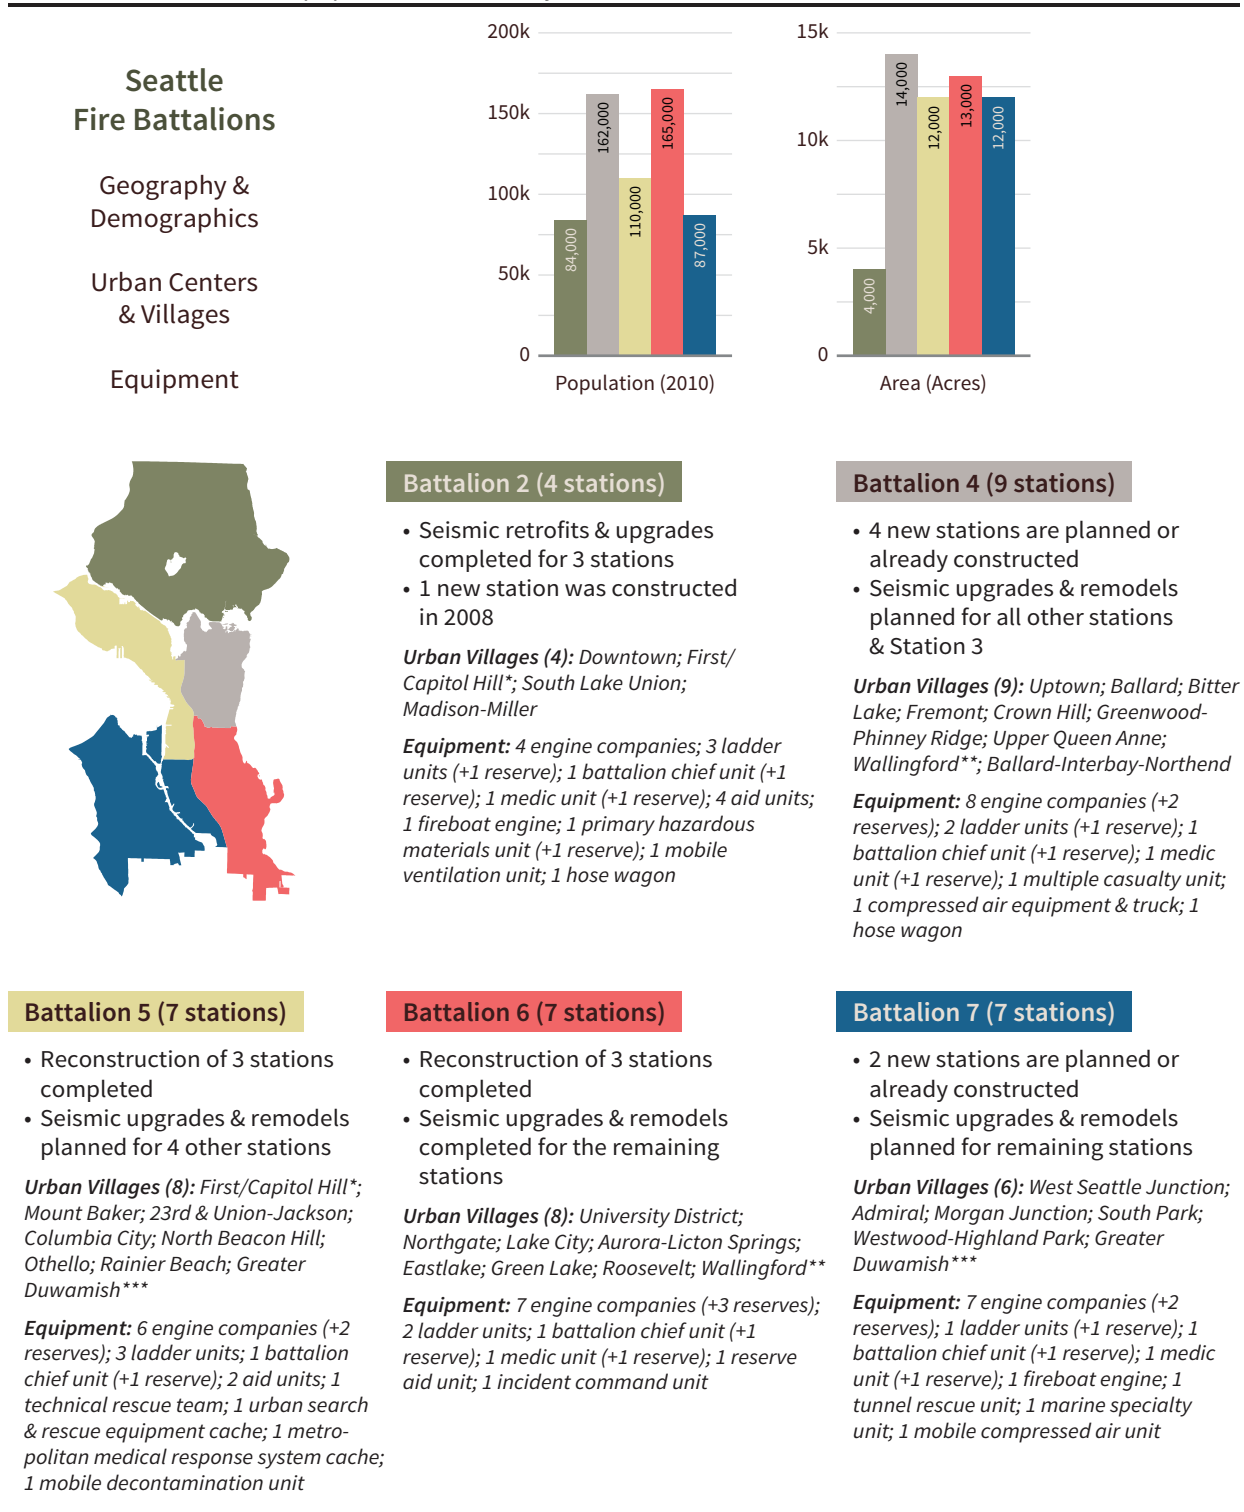 Seattle
Fire Battalions
Geography &
Demographics
Urban Centers
& Villages
Equipment
200k
150k
100k
50k
0
84,000
162,000
110,000
165,000
87,000
Population (2010)
15k
10k
5k
0
4,000
14,000
12,000
13,000
12,000
Area (Acres)
Battalion 2 (4 stations)
• Seismic retrofits & upgrades
completed for 3 stations
• 1 new station was constructed
in 2008
Urban Villages (4): Downtown; First/
Capitol Hill*; South Lake Union;
Madison-Miller
Equipment: 4 engine companies; 3 ladder
units (+1 reserve); 1 battalion chief unit (+1
reserve); 1 medic unit (+1 reserve); 4 aid units;
1 fireboat engine; 1 primary hazardous
materials unit (+1 reserve); 1 mobile
ventilation unit; 1 hose wagon
Battalion 4 (9 stations)
• 4 new stations are planned or
already constructed
• Seismic upgrades & remodels
planned for all other stations
& Station 3
Urban Villages (9): Uptown; Ballard; Bitter
Lake; Fremont; Crown Hill; Greenwood-
Phinney Ridge; Upper Queen Anne;
Wallingford**; Ballard-Interbay-Northend
Equipment: 8 engine companies (+2
reserves); 2 ladder units (+1 reserve); 1
battalion chief unit (+1 reserve); 1 medic
unit (+1 reserve); 1 multiple casualty unit;
1 compressed air equipment & truck; 1
hose wagon
Battalion 5 (7 stations)
• Reconstruction of 3 stations
completed
• Seismic upgrades & remodels
planned for 4 other stations
Urban Villages (8): First/Capitol Hill*;
Mount Baker; 23rd & Union-Jackson;
Columbia City; North Beacon Hill;
Othello; Rainier Beach; Greater
Duwamish***
Equipment: 6 engine companies (+2
reserves); 3 ladder units; 1 battalion
chief unit (+1 reserve); 2 aid units; 1
technical rescue team; 1 urban search
& rescue equipment cache; 1 metro-
politan medical response system cache;
1 mobile decontamination unit
Battalion 6 (7 stations)
• Reconstruction of 3 stations
completed
• Seismic upgrades & remodels
completed for the remaining
stations
Urban Villages (8): University District;
Northgate; Lake City; Aurora-Licton Springs;
Eastlake; Green Lake; Roosevelt; Wallingford**
Equipment: 7 engine companies (+3 reserves);
2 ladder units; 1 battalion chief unit (+1
reserve); 1 medic unit (+1 reserve); 1 reserve
aid unit; 1 incident command unit
Battalion 7 (7 stations)
• 2 new stations are planned or
already constructed
• Seismic upgrades & remodels
planned for remaining stations
Urban Villages (6): West Seattle Junction;
Admiral; Morgan Junction; South Park;
Westwood-Highland Park; Greater
Duwamish***
Equipment: 7 engine companies (+2
reserves); 1 ladder units (+1 reserve); 1
battalion chief unit (+1 reserve); 1 medic
unit (+1 reserve); 1 fireboat engine; 1
tunnel rescue unit; 1 marine specialty
unit; 1 mobile compressed air unit